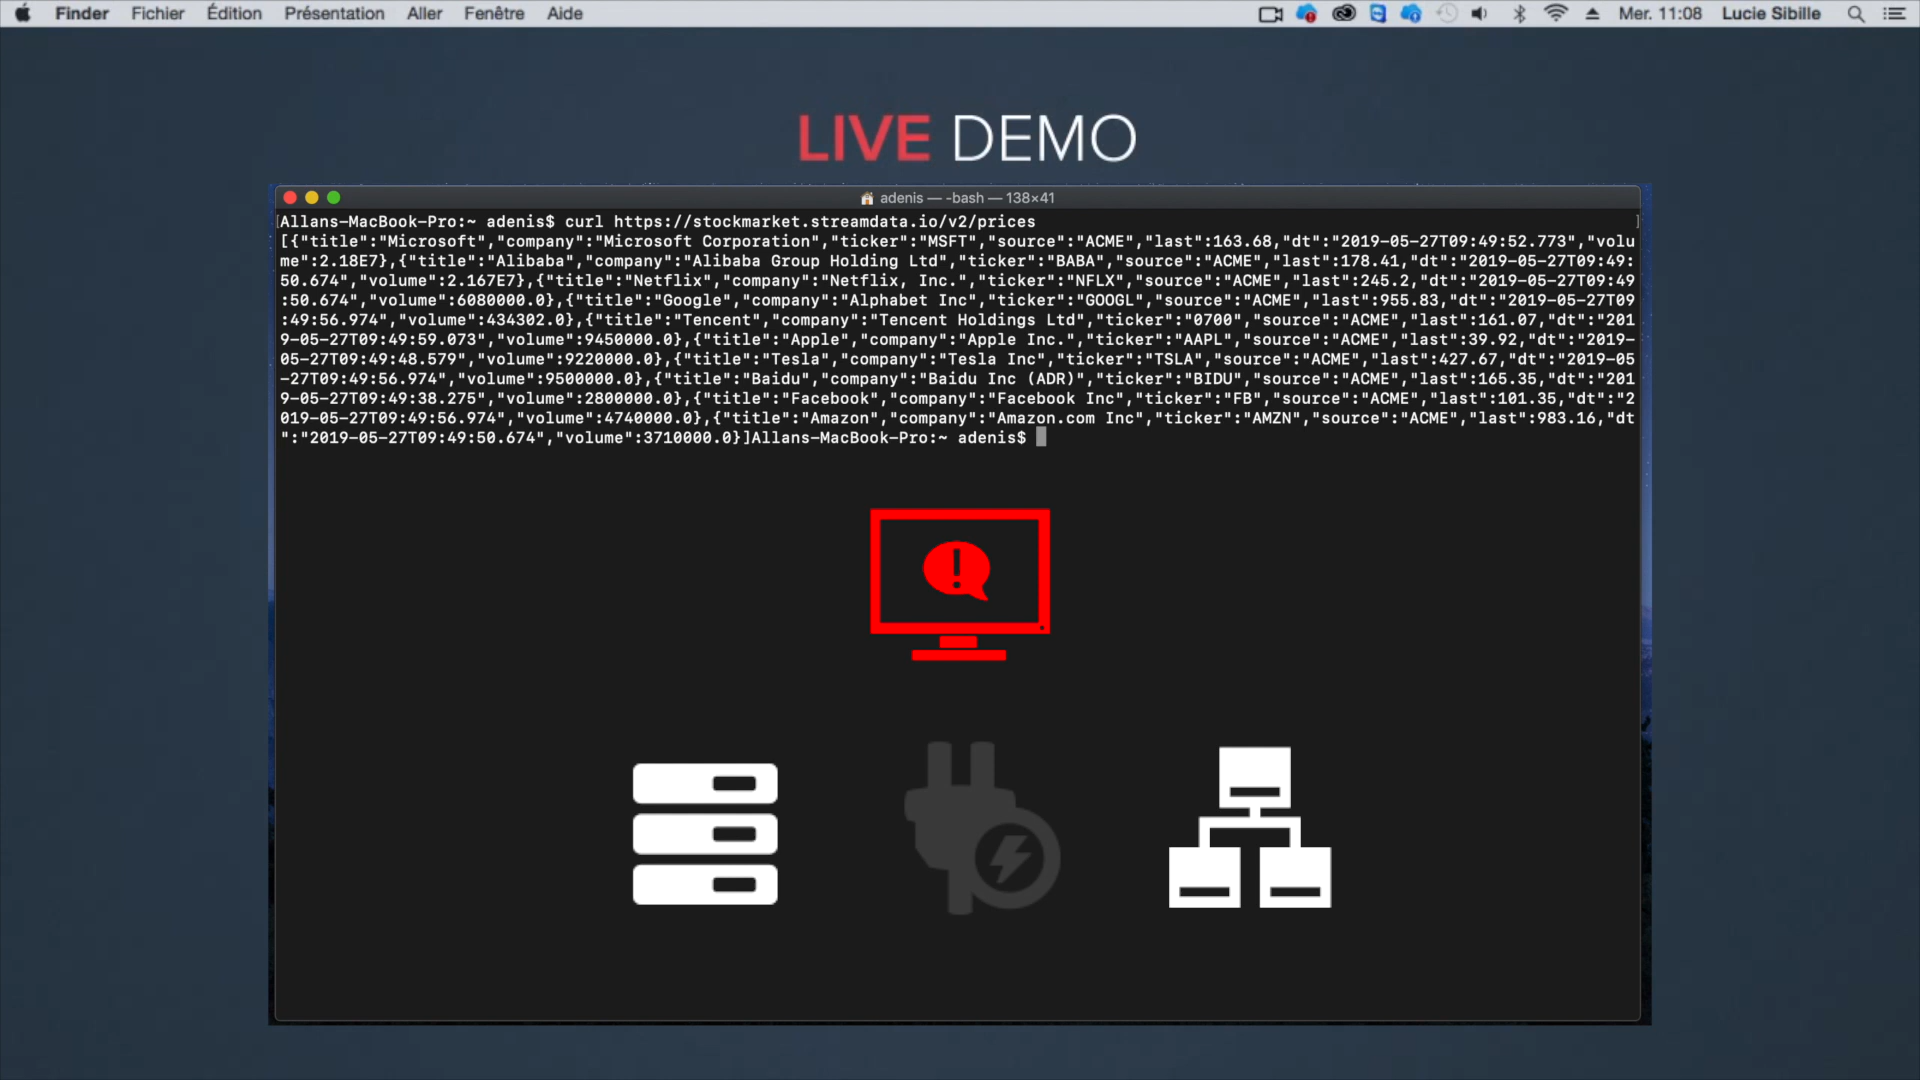 Finder Fichier Édition Présentation Aller Fenêtre Aide Mer. 11:08 Lucie Sibille
LIVE DEMO
adenis — -bash — 138×41
[Allans-MacBook-Pro:~ adenis$ curl https://stockmarket.streamdata.io/v2/prices ]
[{"title":"Microsoft","company":"Microsoft Corporation","ticker":"MSFT","source":"ACME","last":163.68,"dt":"2019-05-27T09:49:52.773","volu
me":2.18E7},{"title":"Alibaba","company":"Alibaba Group Holding Ltd","ticker":"BABA","source":"ACME","last":178.41,"dt":"2019-05-27T09:49:
50.674","volume":2.167E7},{"title":"Netflix","company":"Netflix, Inc.","ticker":"NFLX","source":"ACME","last":245.2,"dt":"2019-05-27T09:49
:50.674","volume":6080000.0},{"title":"Google","company":"Alphabet Inc","ticker":"GOOGL","source":"ACME","last":955.83,"dt":"2019-05-27T09
:49:56.974","volume":434302.0},{"title":"Tencent","company":"Tencent Holdings Ltd","ticker":"0700","source":"ACME","last":161.07,"dt":"201
9-05-27T09:49:59.073","volume":9450000.0},{"title":"Apple","company":"Apple Inc.","ticker":"AAPL","source":"ACME","last":39.92,"dt":"2019-
05-27T09:49:48.579","volume":9220000.0},{"title":"Tesla","company":"Tesla Inc","ticker":"TSLA","source":"ACME","last":427.67,"dt":"2019-05
-27T09:49:56.974","volume":9500000.0},{"title":"Baidu","company":"Baidu Inc (ADR)","ticker":"BIDU","source":"ACME","last":165.35,"dt":"201
9-05-27T09:49:38.275","volume":2800000.0},{"title":"Facebook","company":"Facebook Inc","ticker":"FB","source":"ACME","last":101.35,"dt":"2
019-05-27T09:49:56.974","volume":4740000.0},{"title":"Amazon","company":"Amazon.com Inc","ticker":"AMZN","source":"ACME","last":983.16,"dt
":"2019-05-27T09:49:50.674","volume":3710000.0}]Allans-MacBook-Pro:~ adenis$